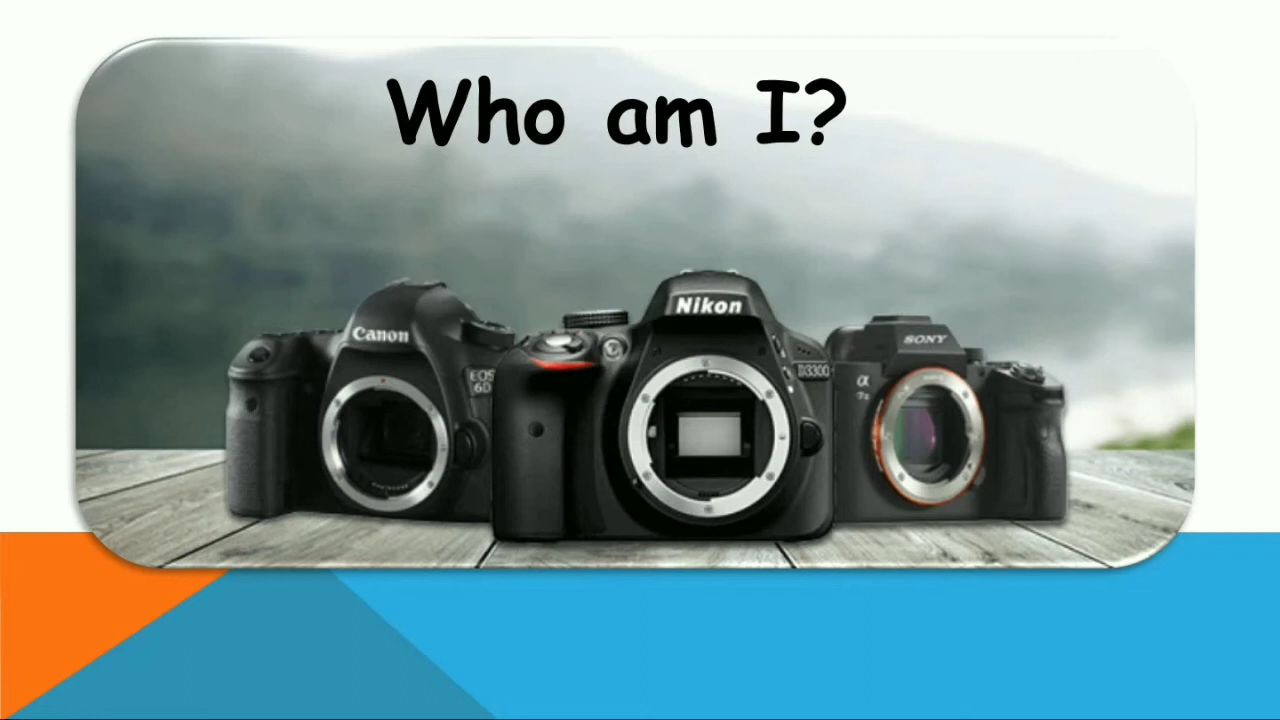 Who am I?
Canon
EOS
6D
Nikon
D3300
SONY
α